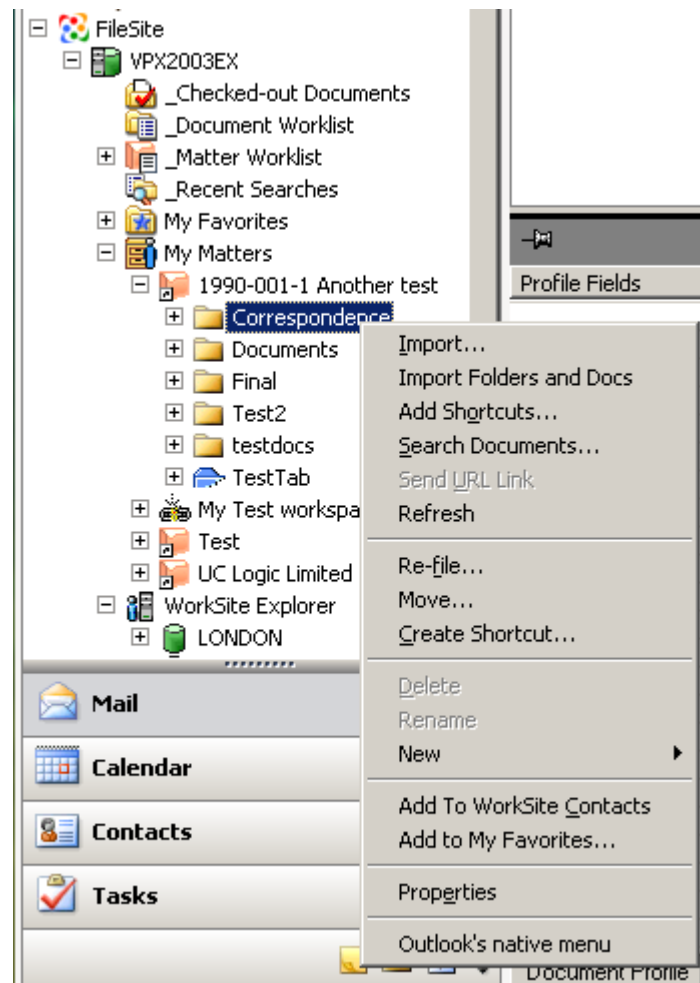 FileSite
VPX2003EX
_Checked-out Documents
_Document Worklist
_Matter Worklist
_Recent Searches
My Favorites
My Matters
1990-001-1 Another test
Correspondence
Documents
Final
Test2
testdocs
TestTab
My Test workspa
Test
UC Logic Limited
WorkSite Explorer
LONDON
Mail
Calendar
Contacts
Tasks
Profile Fields
Import...
Import Folders and Docs
Add Shortcuts...
Search Documents...
Send URL Link
Refresh
Re-file...
Move...
Create Shortcut...
Delete
Rename
New
Add To WorkSite Contacts
Add to My Favorites...
Properties
Outlook's native menu
Document Profile